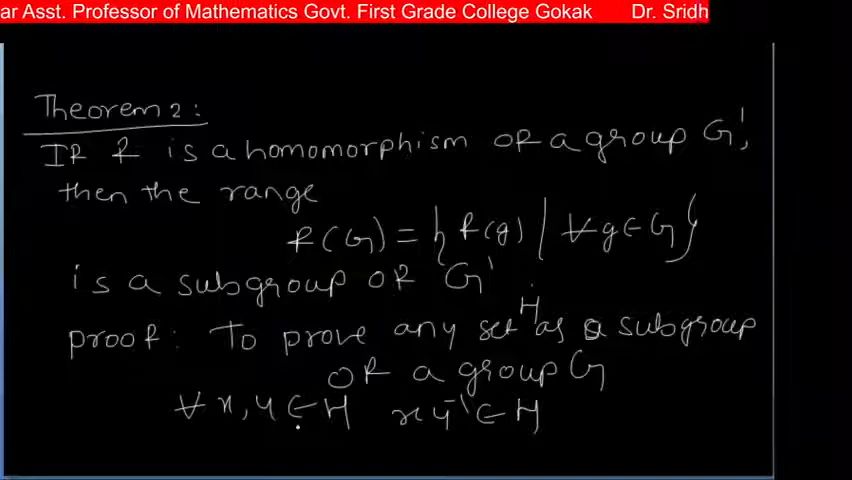 ar Asst. Professor of Mathematics Govt. First Grade College Gokak Dr. Sridh
Theorem 2:
If f is a homomorphism of a group G',
then the range
f(G) = { f(g) | ∀ g ∈ G }
is a subgroup of G'
proof: To prove any set H as a subgroup
of a group G
∀ x, y ∈ H x y⁻¹ ∈ H